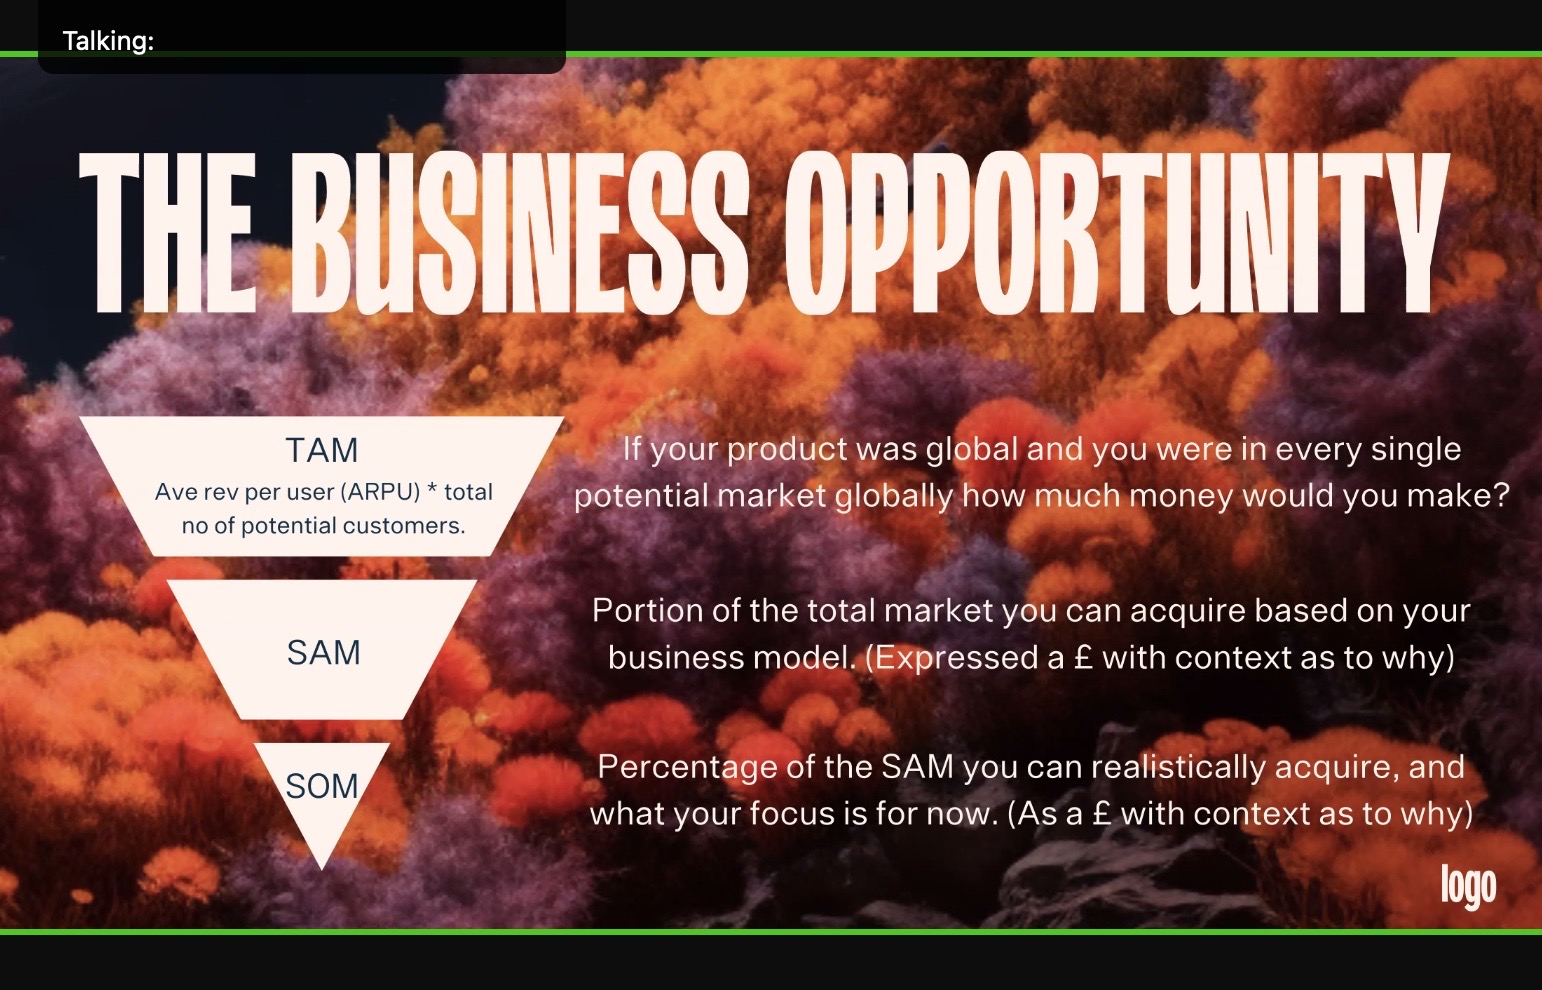 Talking:
THE BUSINESS OPPORTUNITY
TAM
Ave rev per user (ARPU) * total
no of potential customers.
If your product was global and you were in every single
potential market globally how much money would you make?
SAM
Portion of the total market you can acquire based on your
business model. (Expressed a £ with context as to why)
SOM
Percentage of the SAM you can realistically acquire, and
what your focus is for now. (As a £ with context as to why)
logo